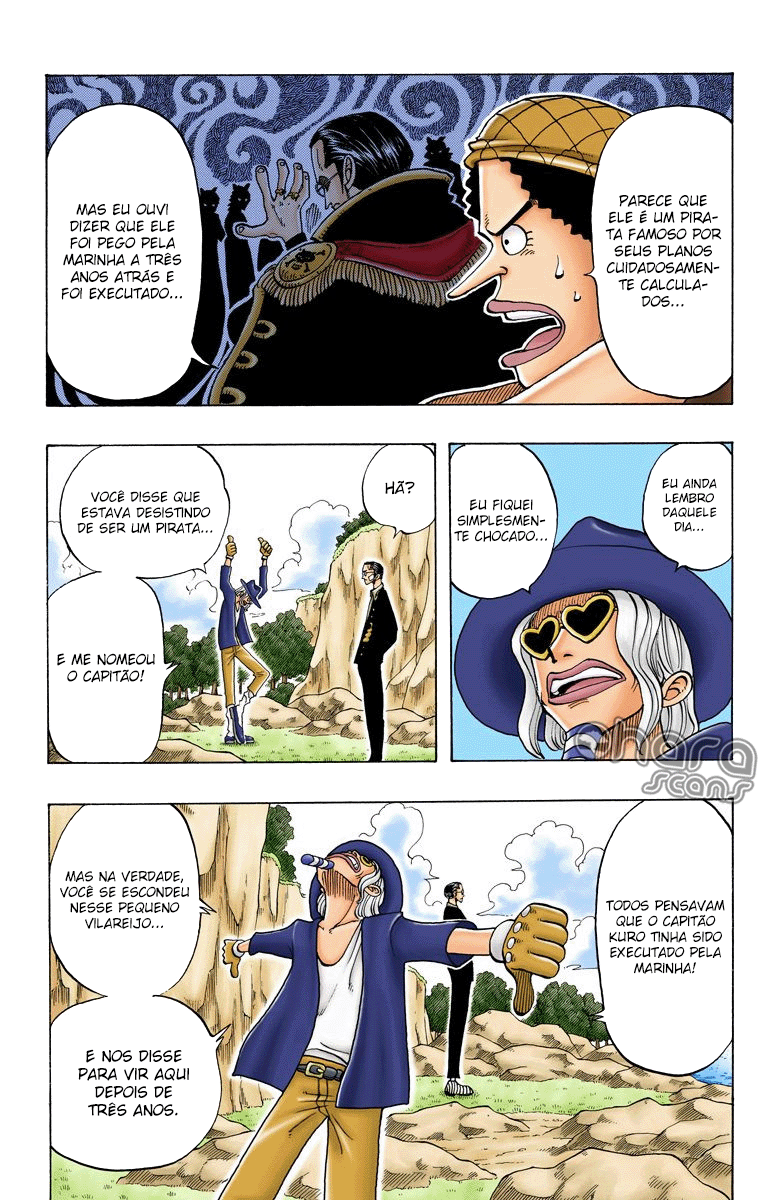 PARECE QUE
ELE É UM PIRA-
TA FAMOSO POR
SEUS PLANOS
CUIDADOSAMEN-
TE CALCULA-
DOS...
MAS EU OUVI
DIZER QUE ELE
FOI PEGO PELA
MARINHA A TRÊS
ANOS ATRÁS E
FOI EXECUTADO...
HÃ?
VOCÊ DISSE QUE
ESTAVA DESISTINDO
DE SER UM PIRATA...
E ME NOMEOU
O CAPITÃO!
EU AINDA
LEMBRO
DAQUELE
DIA...
EU FIQUEI
SIMPLESMEN-
TE CHOCADO...
OHARA
SCANS
TODOS PENSAVAM
QUE O CAPITÃO
KURO TINHA SIDO
EXECUTADO PELA
MARINHA!
MAS NA VERDADE,
VOCÊ SE ESCONDEU
NESSE PEQUENO
VILAREIJO...
E NOS DISSE
PARA VIR AQUI
DEPOIS DE
TRÊS ANOS.